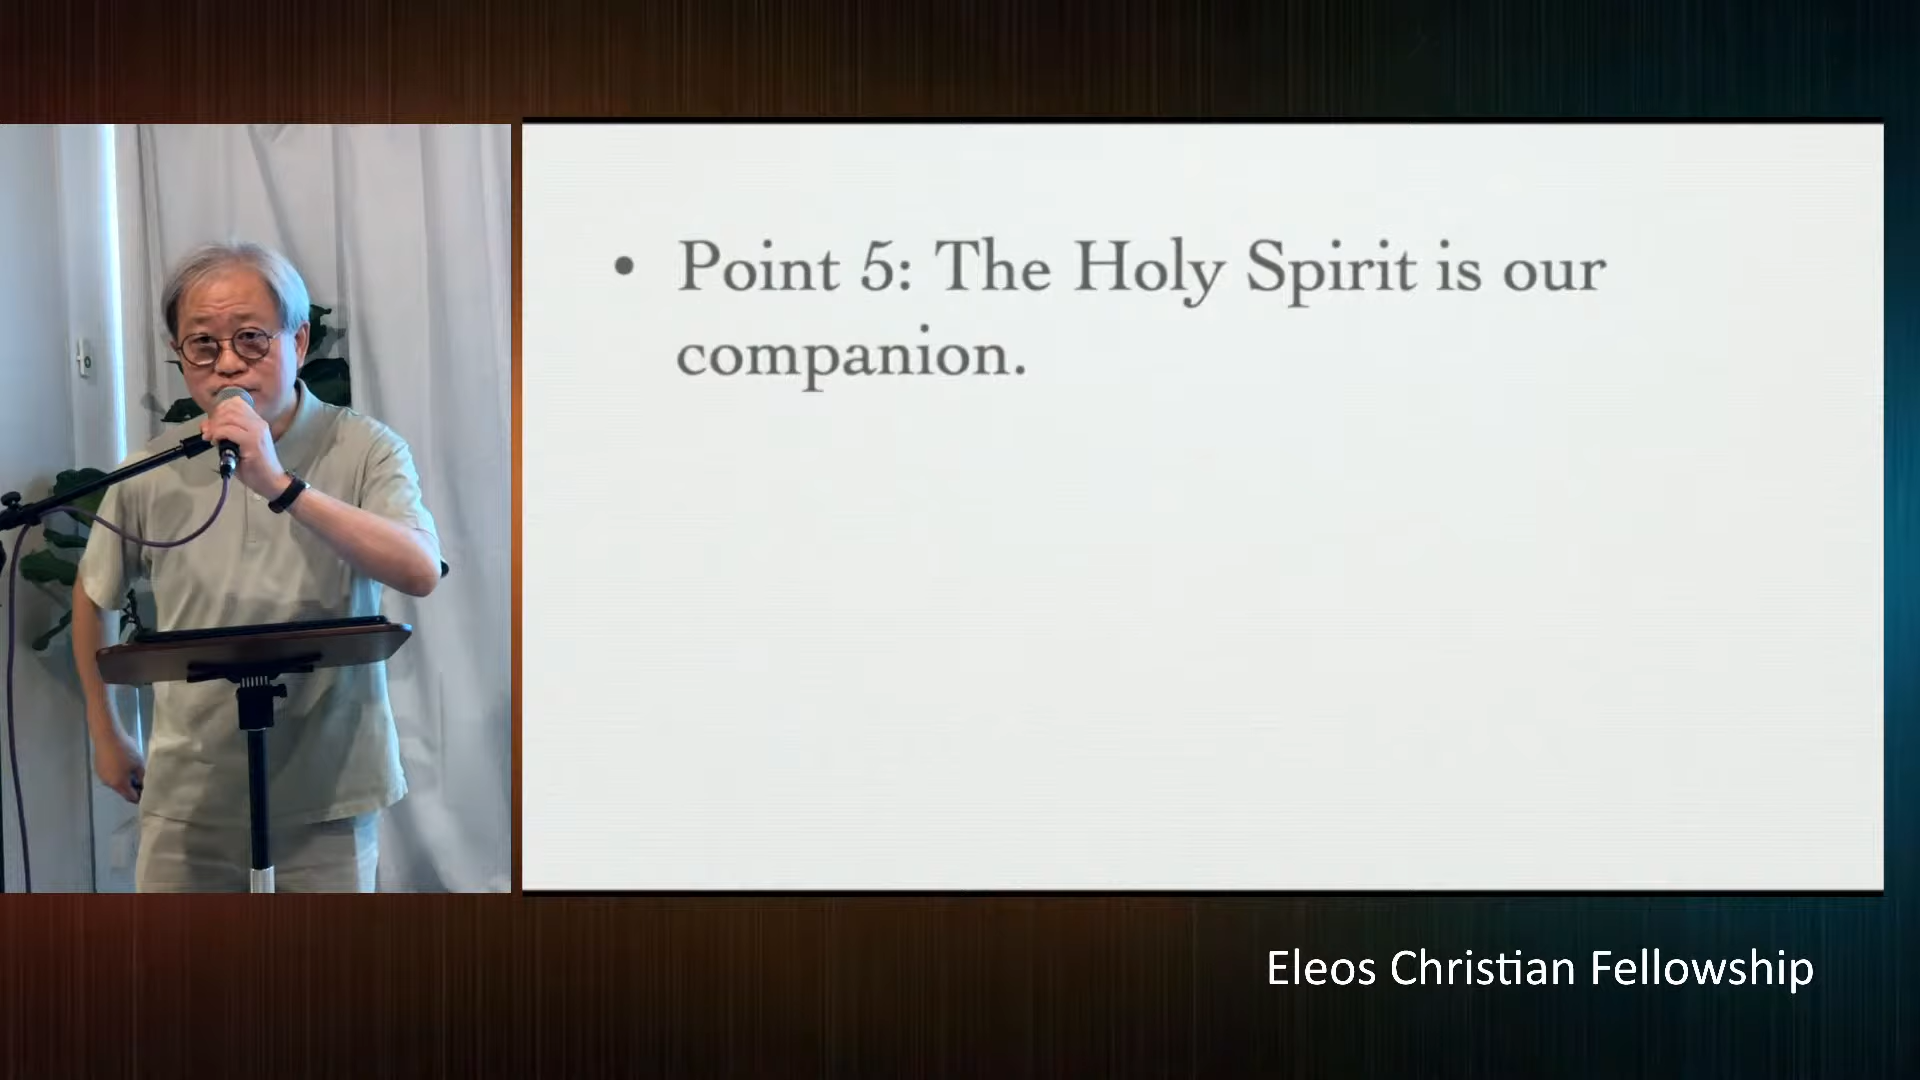 • Point 5: The Holy Spirit is our
companion.
Eleos Christian Fellowship